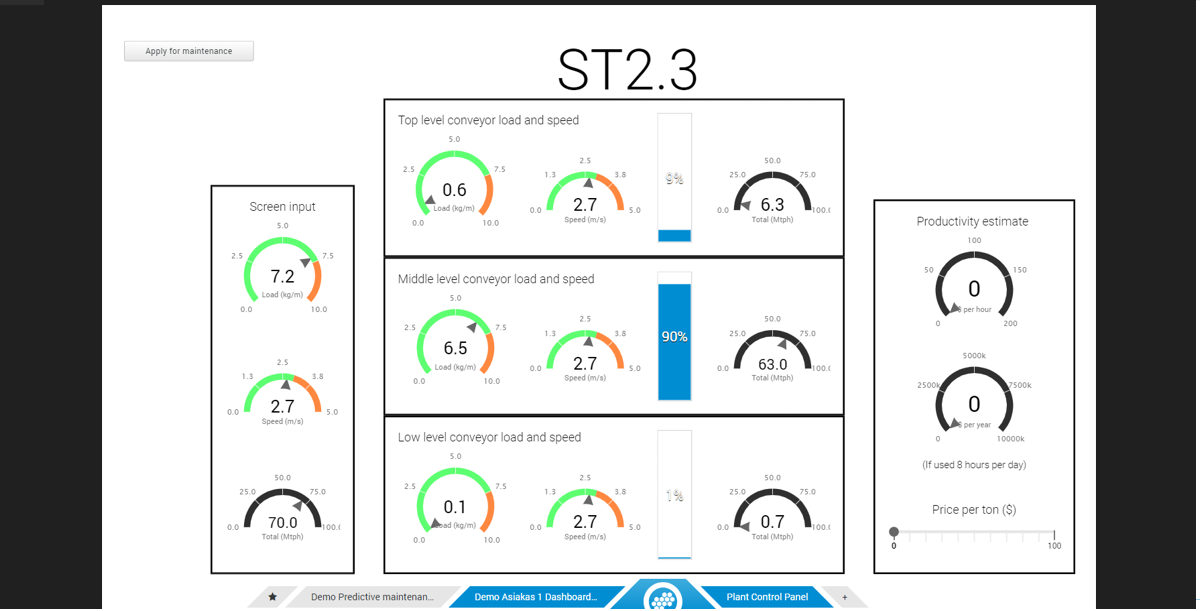 Apply for maintenance
ST2.3
Screen input
5.0
2.5 7.5
7.2
Load (kg/m)
0.0 10.0
2.5
1.3 3.8
2.7
0.0 5.0
Speed (m/s)
50.0
25.0 75.0
70.0
0.0
Total (Mtph)
Top level conveyor load and speed
5.0
2.5 7.5
0.6
Load (kg/m)
0.0 10.0
2.5
1.3 3.8
2.7
0.0 5.0
Speed (m/s)
9%
50.0
25.0 75.0
6.3
0.0 100.0
Total (Mtph)
Middle level conveyor load and speed
5.0
2.5 7.5
6.5
Load (kg/m)
0.0 10.0
2.5
1.3 3.8
2.7
0.0 5.0
Speed (m/s)
90%
50.0
25.0 75.0
63.0
0.0 100.0
Total (Mtph)
Low level conveyor load and speed
5.0
2.5 7.5
0.1
(kg/m)
0.0 10.0
2.5
1.3 3.8
2.7
0.0 5.0
Speed (m/s)
1%
50.0
25.0 75.0
0.7
0.0 100.0
Total (Mtph)
Productivity estimate
100
50 150
0
per hour
0 200
5000k
2500k 7500k
0
per year
0 10000k
(If used 8 hours per day)
Price per ton ($)
0 100
Demo Predictive maintenan... Demo Asiakas 1 Dashboard... Plant Control Panel +